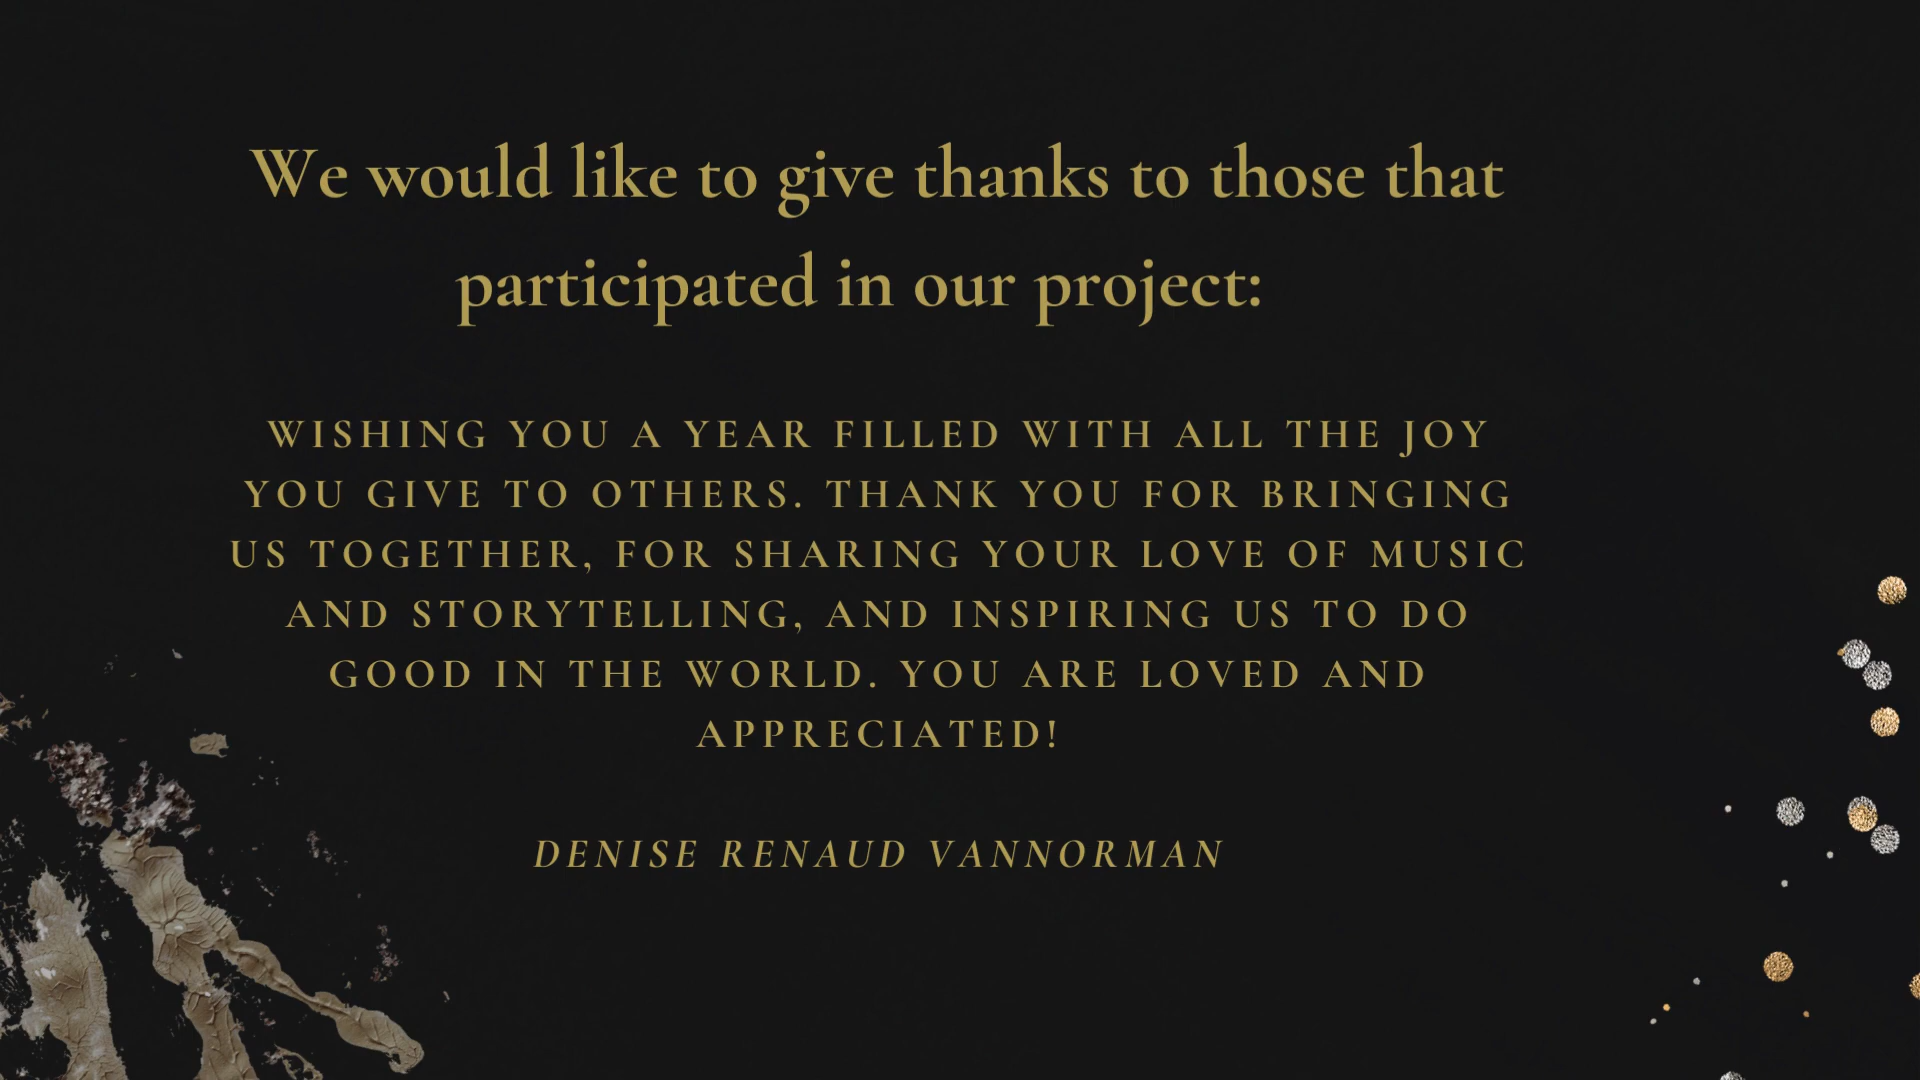 We would like to give thanks to those that
participated in our project:
WISHING YOU A YEAR FILLED WITH ALL THE JOY
YOU GIVE TO OTHERS. THANK YOU FOR BRINGING
US TOGETHER, FOR SHARING YOUR LOVE OF MUSIC
AND STORYTELLING, AND INSPIRING US TO DO
GOOD IN THE WORLD. YOU ARE LOVED AND
APPRECIATED!
DENISE RENAUD VANNORMAN